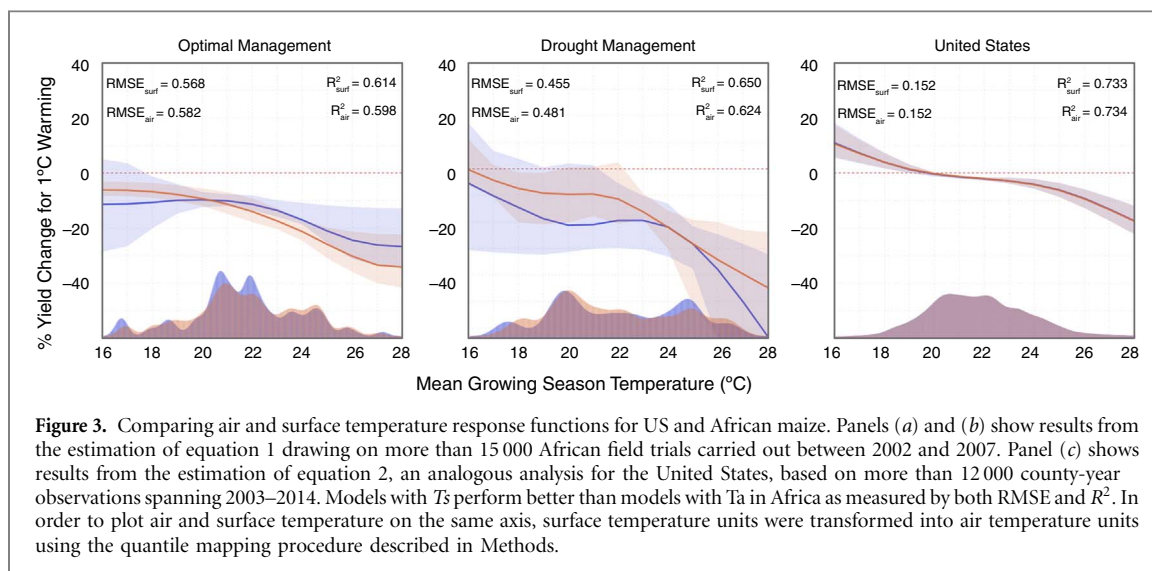 Optimal Management
Drought Management
United States
40
20
0
−20
−40
RMSEsurf = 0.568
R²surf = 0.614
RMSEair = 0.582
R²air = 0.598
16 18 20 22 24 26 28
40
20
0
−20
−40
RMSEsurf = 0.455
R²surf = 0.650
RMSEair = 0.481
R²air = 0.624
16 18 20 22 24 26 28
40
20
0
−20
−40
RMSEsurf = 0.152
R²surf = 0.733
RMSEair = 0.152
R²air = 0.734
16 18 20 22 24 26 28
% Yield Change for 1°C Warming
Mean Growing Season Temperature (ºC)
Figure 3. Comparing air and surface temperature response functions for US and African maize. Panels (a) and (b) show results from
the estimation of equation 1 drawing on more than 15 000 African field trials carried out between 2002 and 2007. Panel (c) shows
results from the estimation of equation 2, an analogous analysis for the United States, based on more than 12 000 county-year
observations spanning 2003–2014. Models with Ts perform better than models with Ta in Africa as measured by both RMSE and R². In
order to plot air and surface temperature on the same axis, surface temperature units were transformed into air temperature units
using the quantile mapping procedure described in Methods.